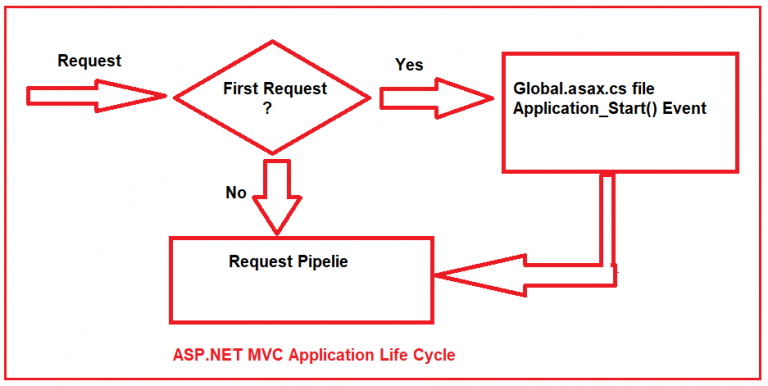 Request
First Request
?
Yes
Global.asax.cs file
Application_Start() Event
No
Request Pipelie
ASP.NET MVC Application Life Cycle